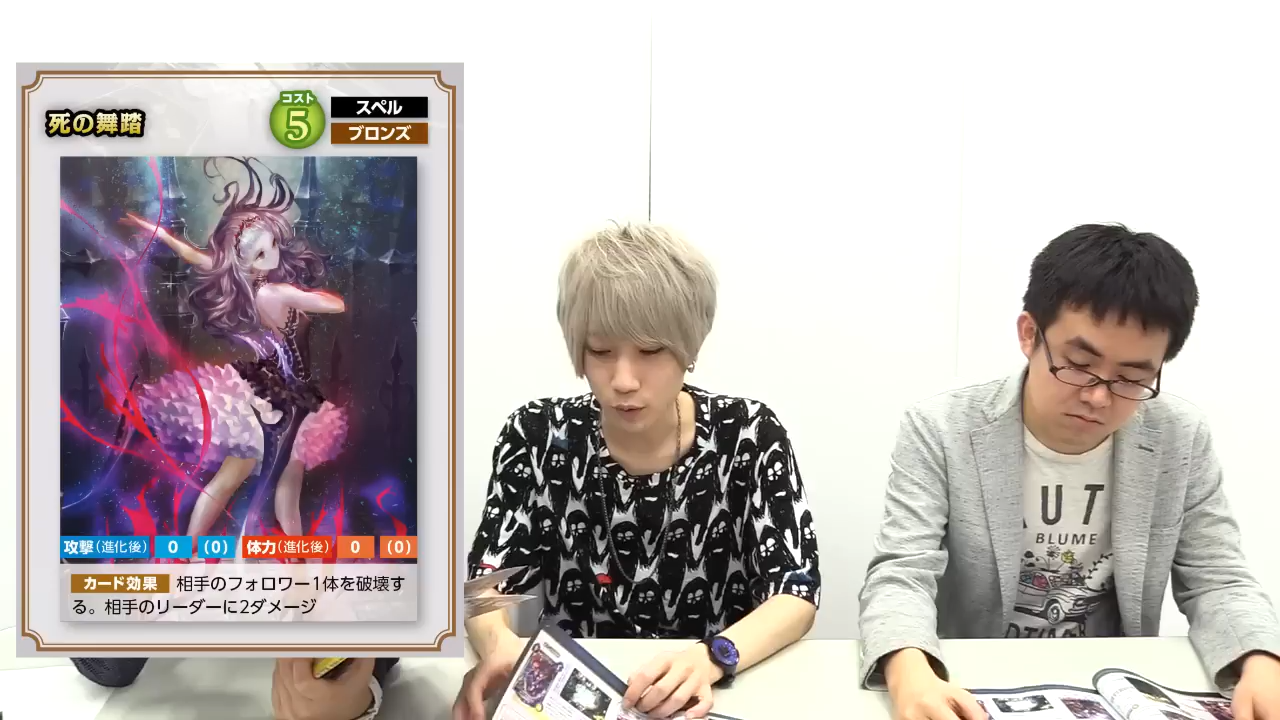 死の舞踏
コスト
5
スペル
ブロンズ
攻撃(進化後) 0 (0) 体力(進化後) 0 (0)
カード効果 相手のフォロワー1体を破壊す
る。相手のリーダーに2ダメージ
AUT
BLUME